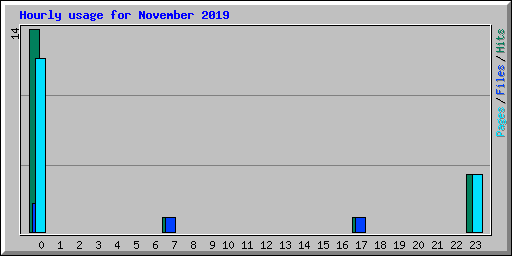 Hourly usage for November 2019
14
Pages/Files/Hits
0 1 2 3 4 5 6 7 8 9 10 11 12 13 14 15 16 17 18 19 20 21 22 23